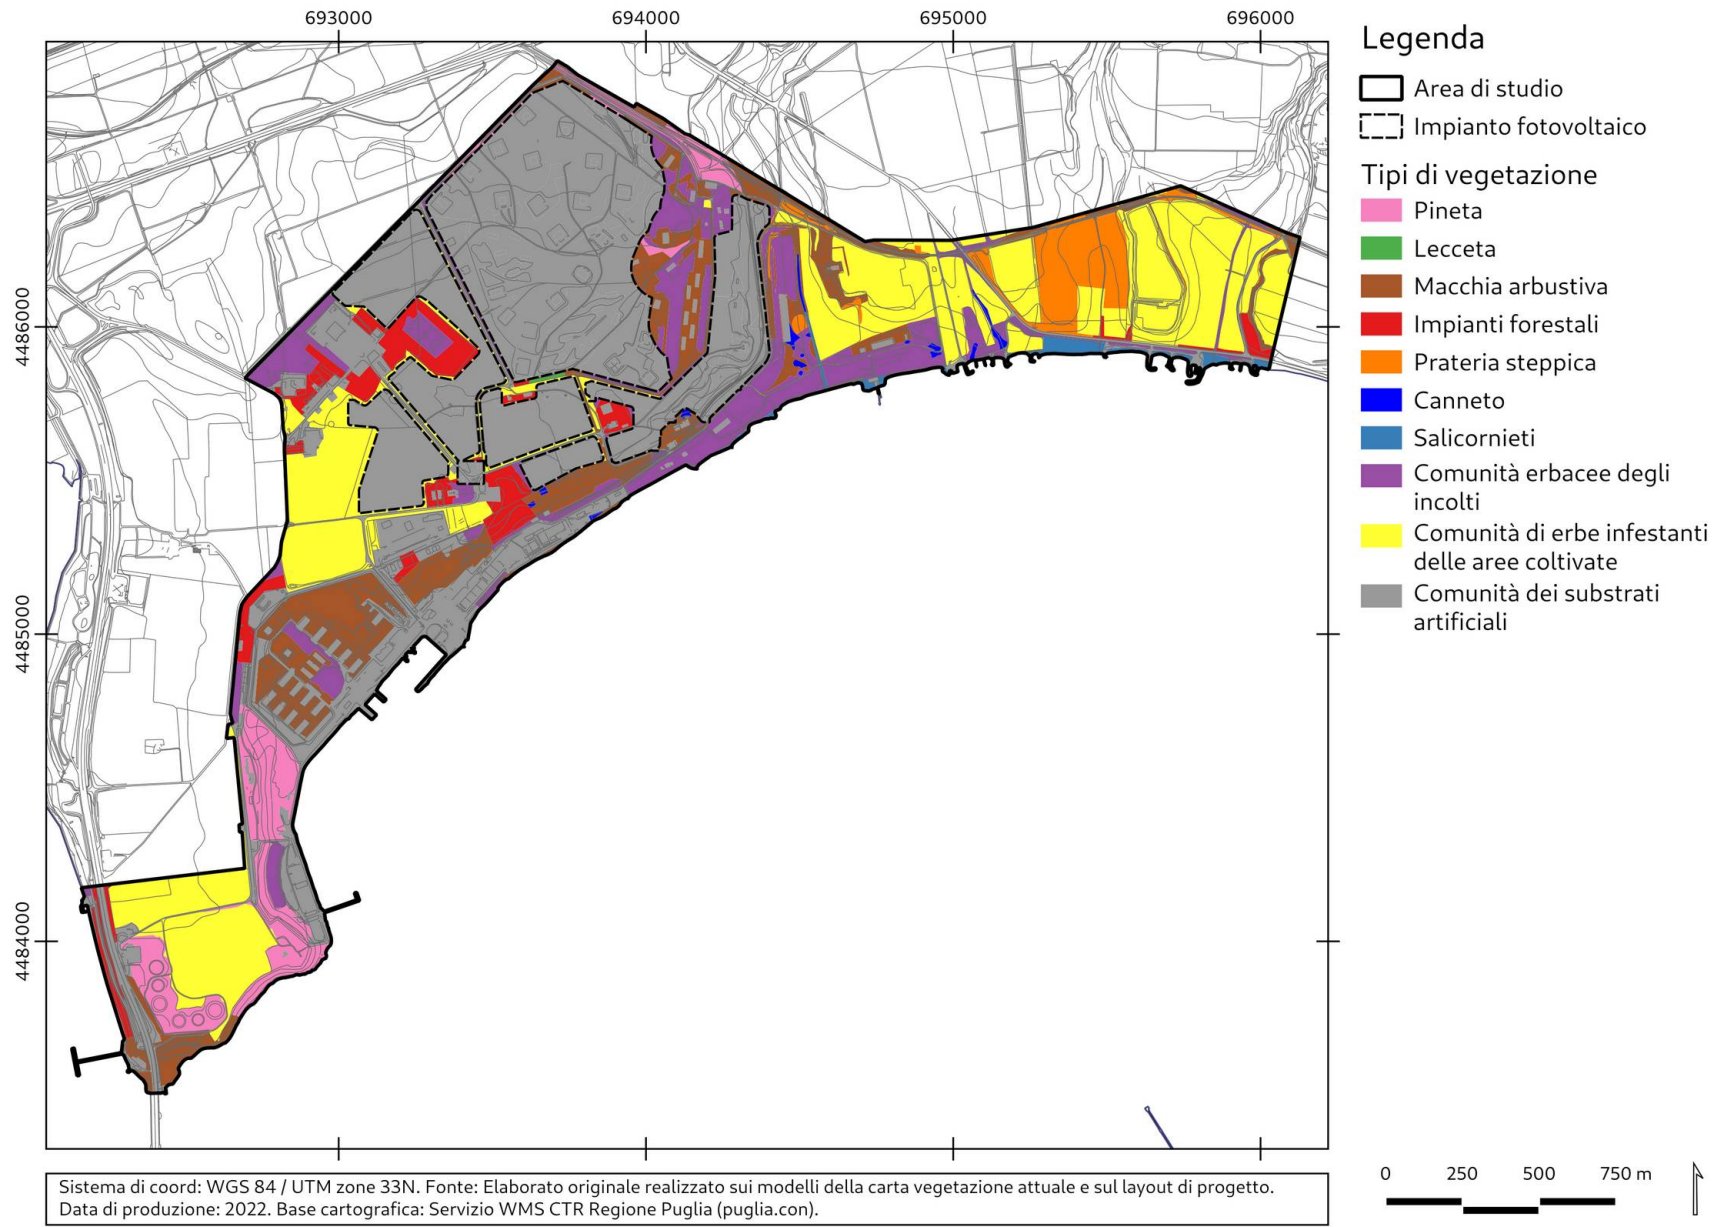 693000 694000 695000 696000
4486000
4485000
4484000
Legenda
Area di studio
Impianto fotovoltaico
Tipi di vegetazione
Pineta
Lecceta
Macchia arbustiva
Impianti forestali
Prateria steppica
Canneto
Salicornieti
Comunità erbacee degli
incolti
Comunità di erbe infestanti
delle aree coltivate
Comunità dei substrati
artificiali
0 250 500 750 m
Sistema di coord: WGS 84 / UTM zone 33N. Fonte: Elaborato originale realizzato sui modelli della carta vegetazione attuale e sul layout di progetto.
Data di produzione: 2022. Base cartografica: Servizio WMS CTR Regione Puglia (puglia.con).